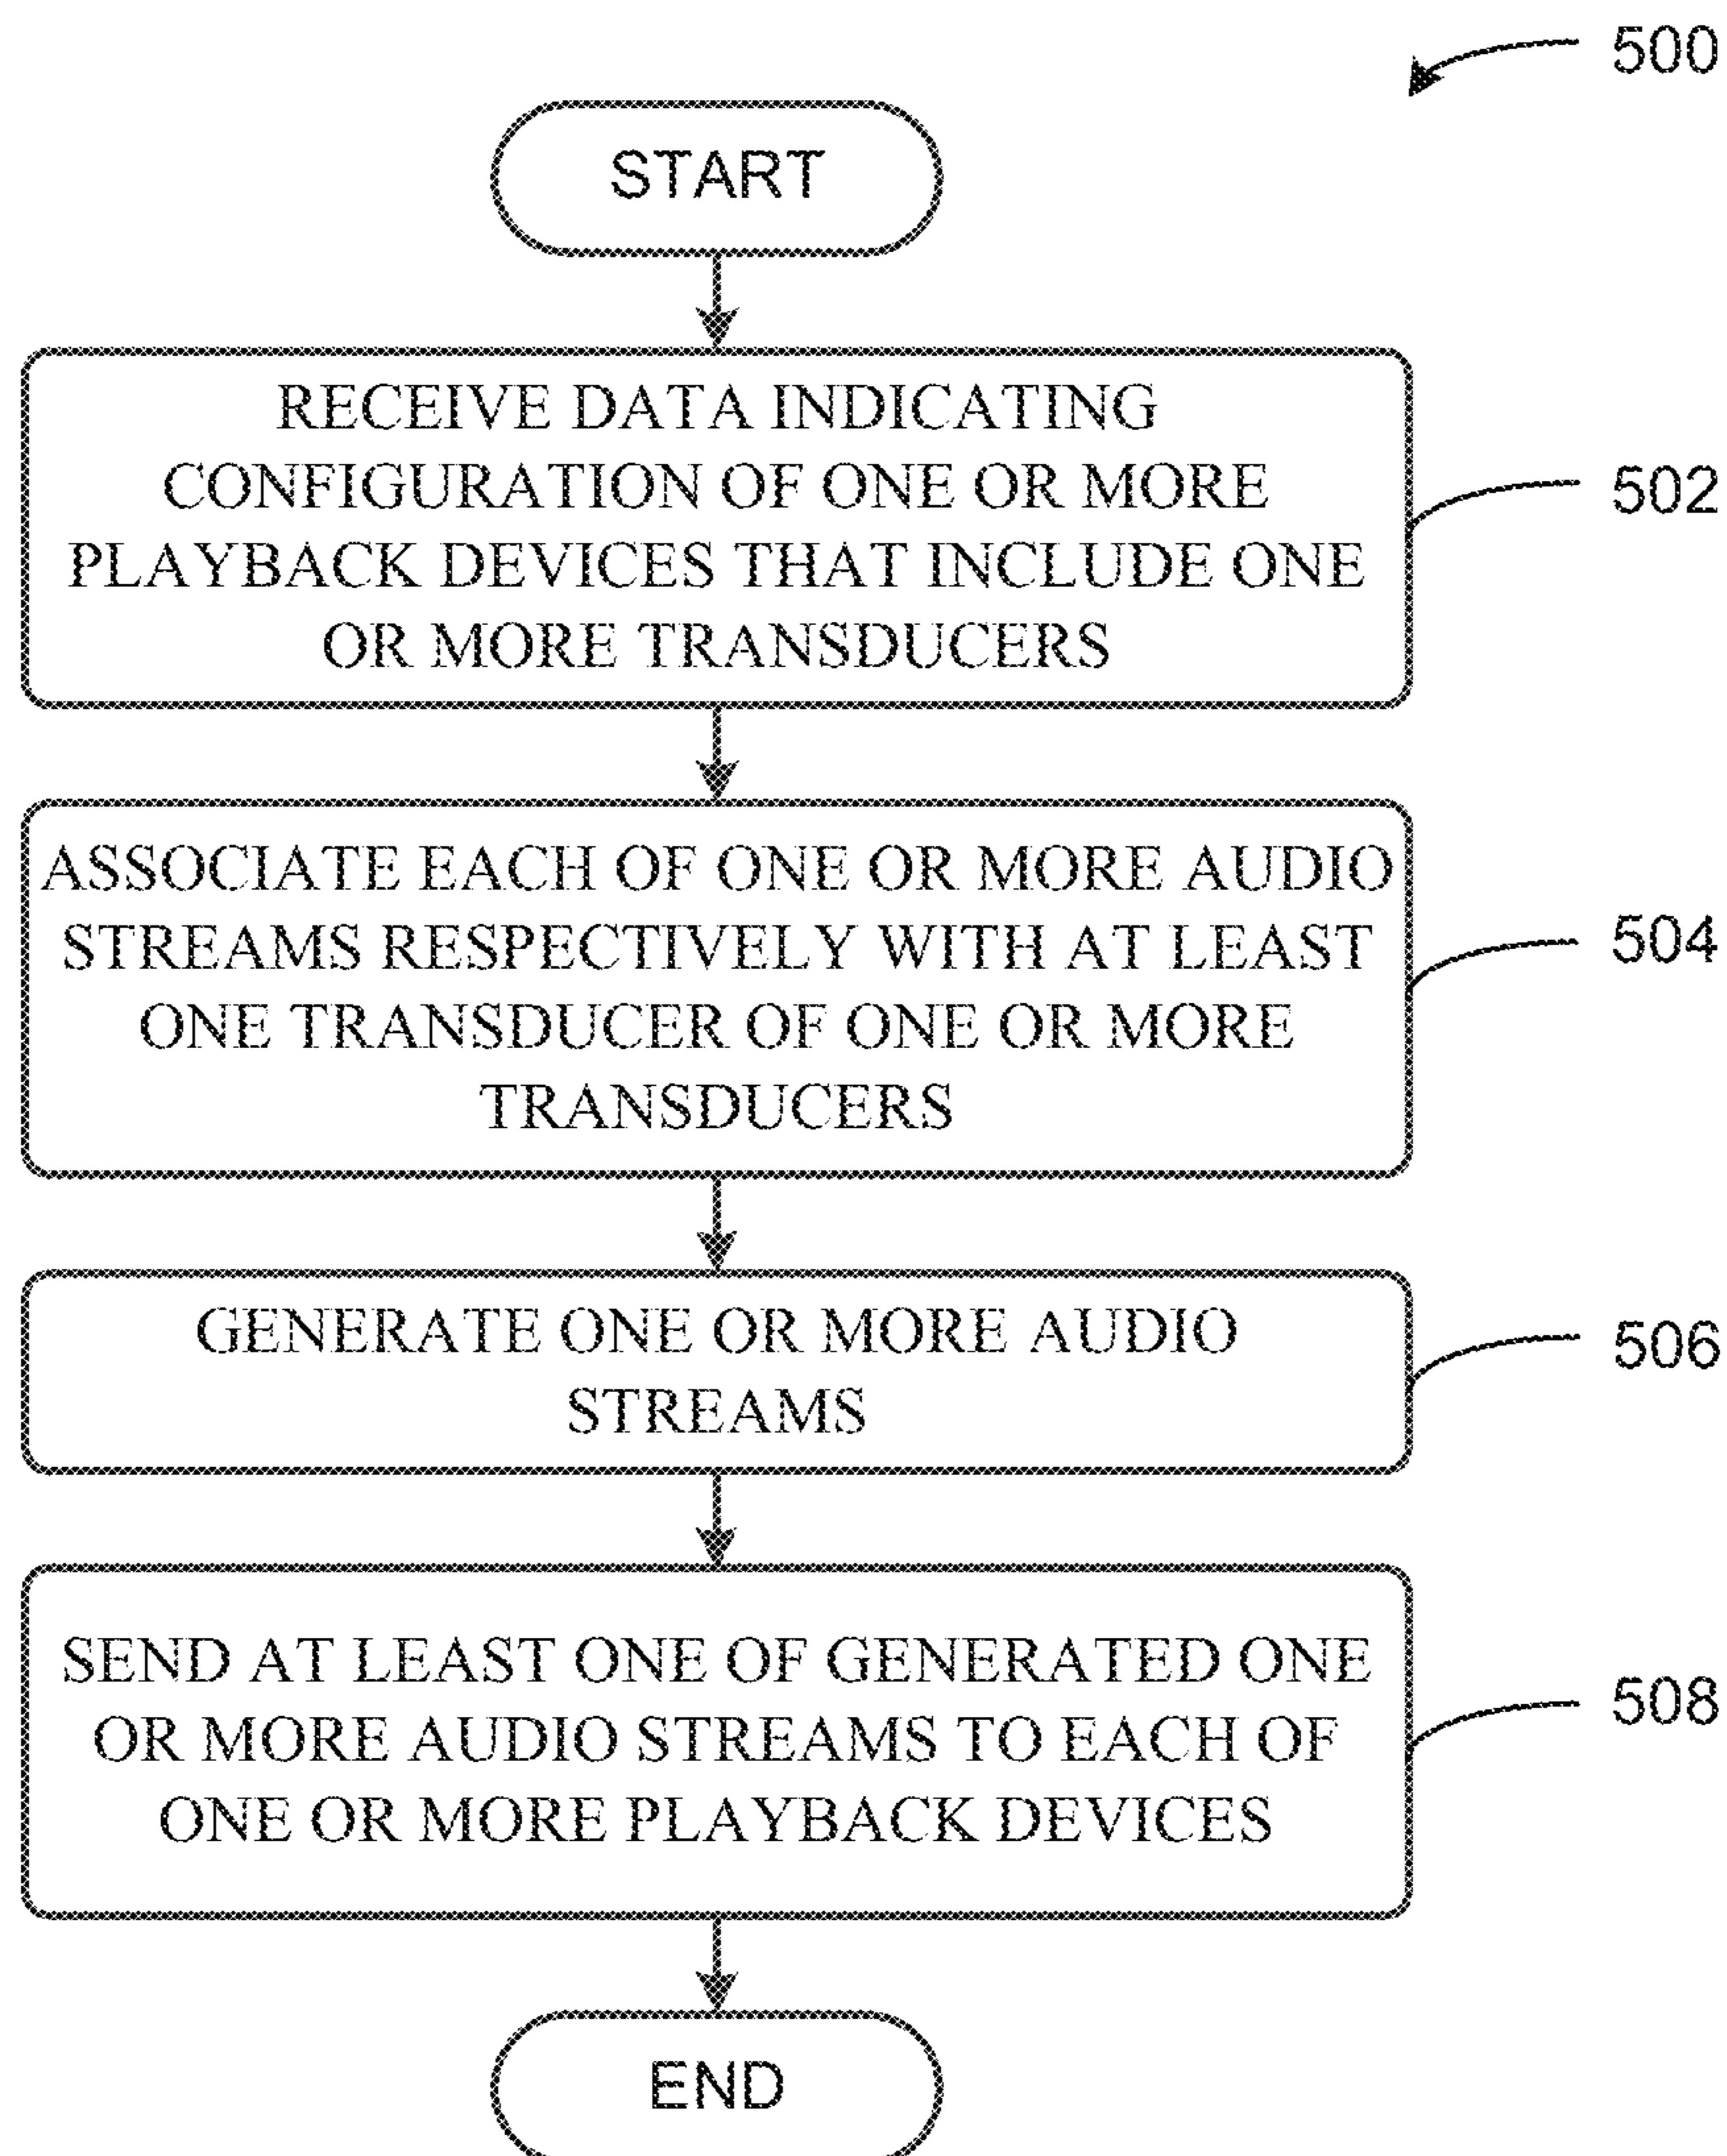 500
START
RECEIVE DATA INDICATING
CONFIGURATION OF ONE OR MORE
PLAYBACK DEVICES THAT INCLUDE ONE
OR MORE TRANSDUCERS
502
ASSOCIATE EACH OF ONE OR MORE AUDIO
STREAMS RESPECTIVELY WITH AT LEAST
ONE TRANSDUCER OF ONE OR MORE
TRANSDUCERS
504
GENERATE ONE OR MORE AUDIO
STREAMS
506
SEND AT LEAST ONE OF GENERATED ONE
OR MORE AUDIO STREAMS TO EACH OF
ONE OR MORE PLAYBACK DEVICES
508
END